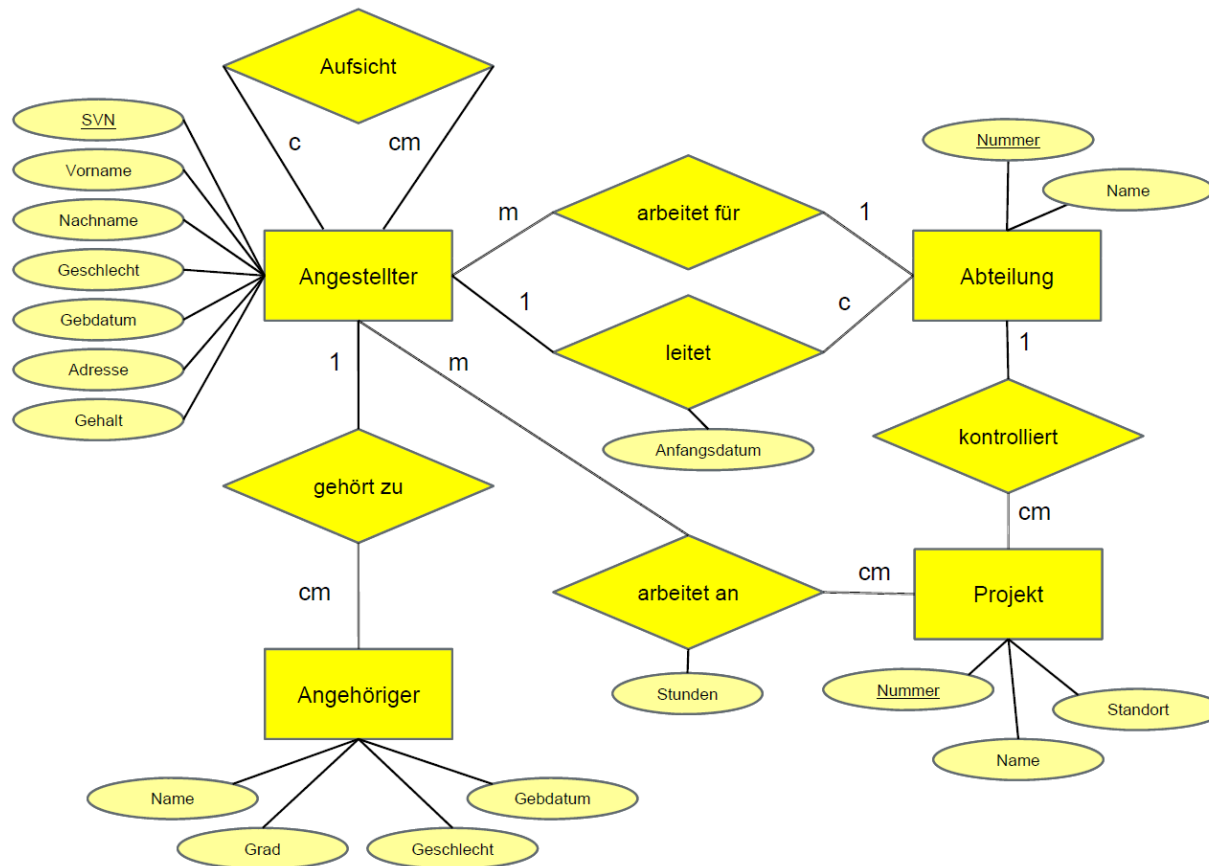 Aufsicht
c
cm
SVN
Vorname
Nachname
Geschlecht
Gebdatum
Adresse
Gehalt
Angestellter
m
arbeitet für
1
1
leitet
c
Anfangsdatum
Nummer
Name
Abteilung
1
kontrolliert
cm
1
m
gehört zu
cm
arbeitet an
cm
Stunden
Projekt
Nummer
Name
Standort
Angehöriger
Name
Grad
Geschlecht
Gebdatum